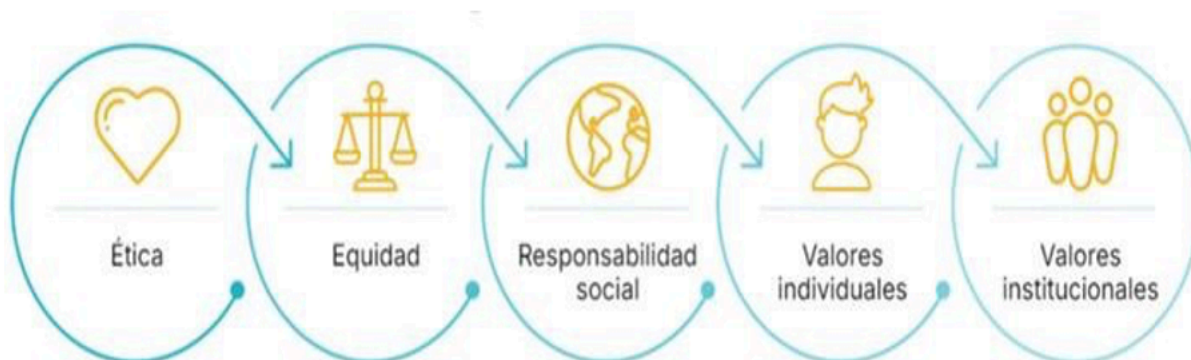 Ética
Equidad
Responsabilidad
social
Valores
individuales
Valores
institucionales